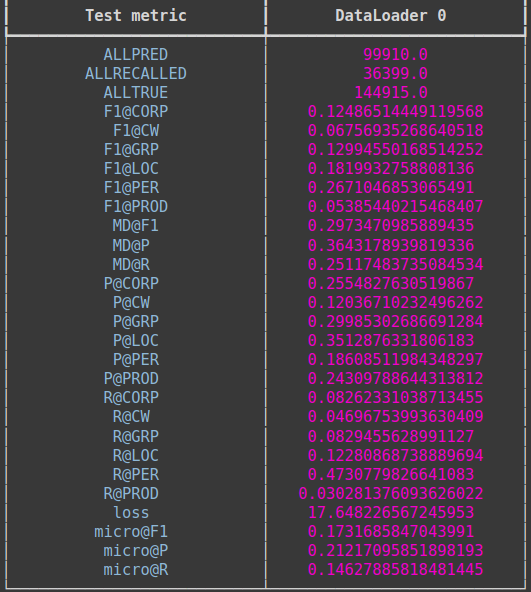 Test metric DataLoader 0
ALLPRED 99910.0
ALLRECALLED 36399.0
ALLTRUE 144915.0
F1@CORP 0.12486514449119568
F1@CW 0.06756935268640518
F1@GRP 0.12994550168514252
F1@LOC 0.1819932758808136
F1@PER 0.2671046853065491
F1@PROD 0.05385440215468407
MD@F1 0.2973470985889435
MD@P 0.3643178939819336
MD@R 0.25117483735084534
P@CORP 0.2554827630519867
P@CW 0.12036710232496262
P@GRP 0.29985302686691284
P@LOC 0.3512876331806183
P@PER 0.18608511984348297
P@PROD 0.24309788644313812
R@CORP 0.08262331038713455
R@CW 0.04696753993630409
R@GRP 0.0829455628991127
R@LOC 0.12280868738889694
R@PER 0.4730779826641083
R@PROD 0.030281376093626022
loss 17.648226567245953
micro@F1 0.1731685847043991
micro@P 0.21217095851898193
micro@R 0.14627885818481445